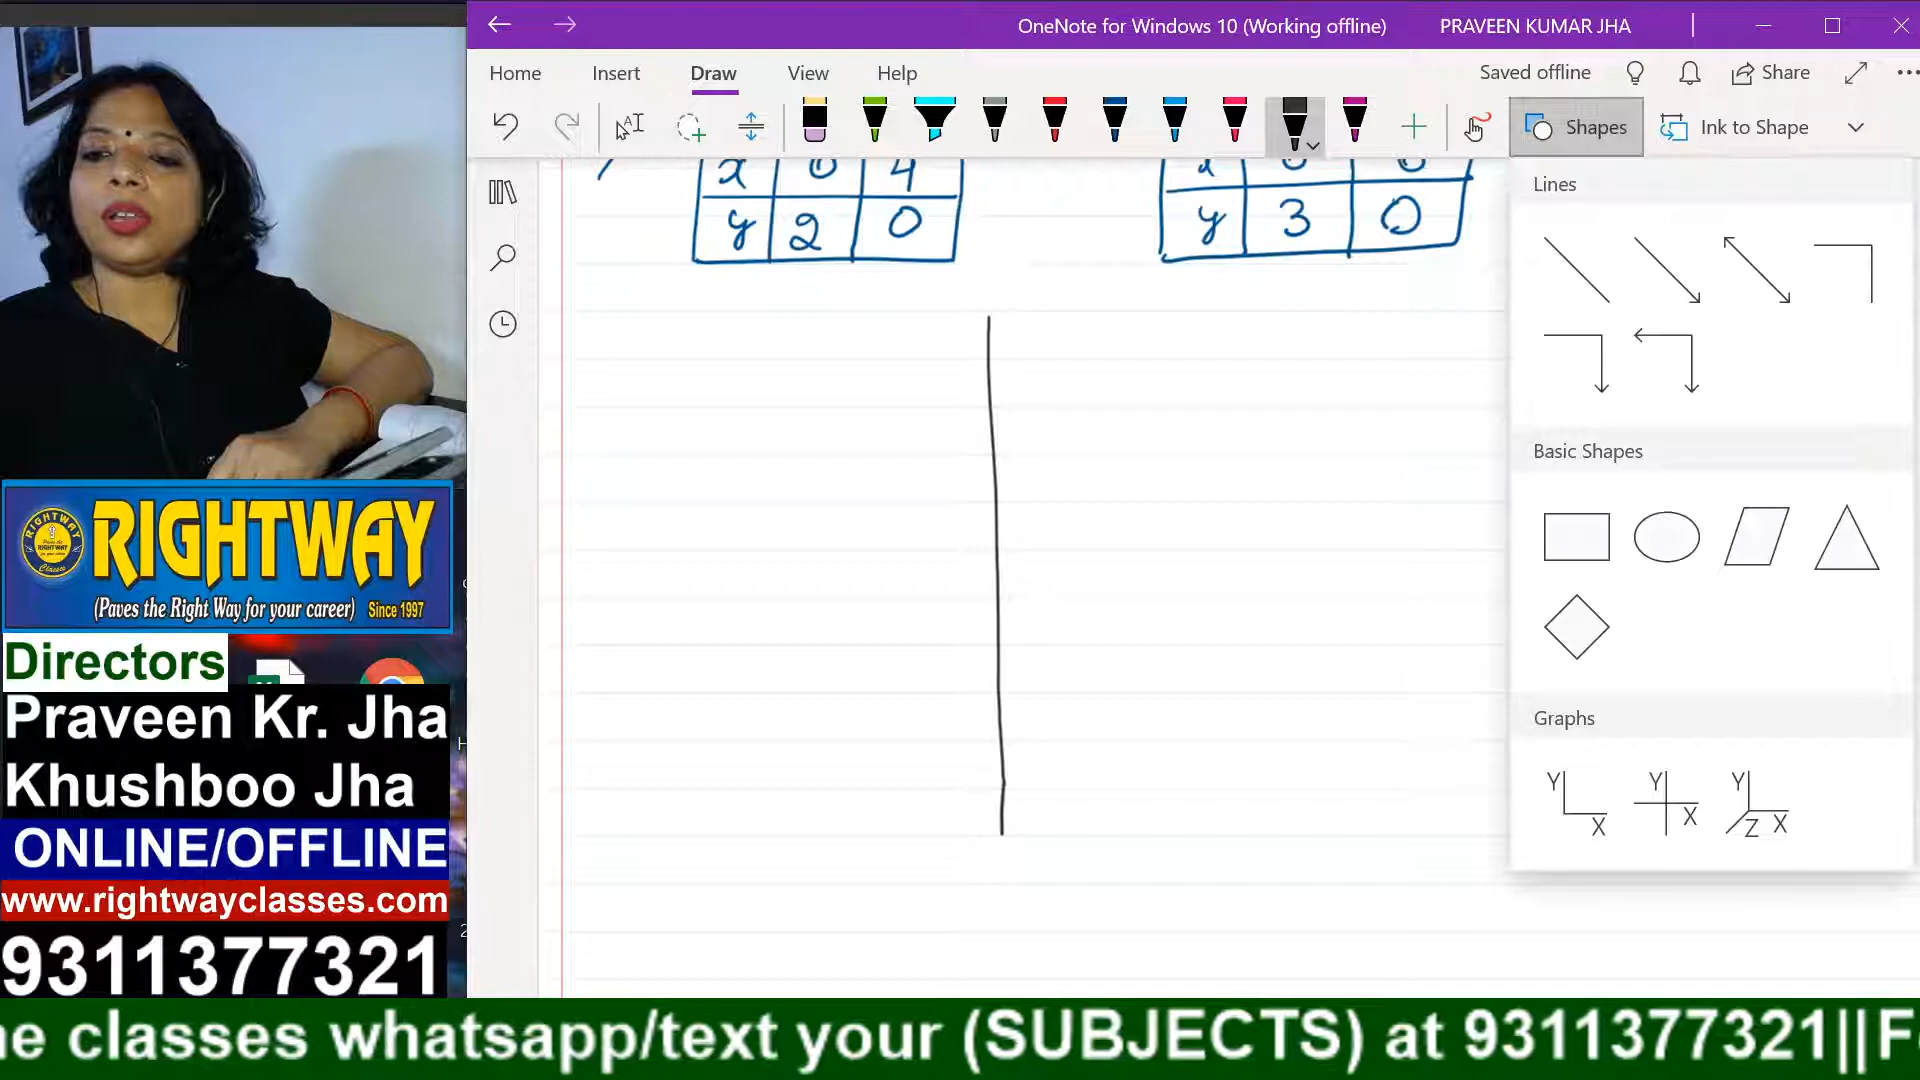 OneNote for Windows 10 (Working offline)
PRAVEEN KUMAR JHA
Home
Insert
Draw
View
Help
Saved offline
Share
Shapes
Ink to Shape
x 0 4
y 2 0
y 3 0
Lines
Basic Shapes
Graphs
Y X
Y X
Y Z X
RIGHTWAY
(Paves the Right Way for your career) Since 1997
Directors
Praveen Kr. Jha
Khushboo Jha
ONLINE/OFFLINE
www.rightwayclasses.com
9311377321
ne classes whatsapp/text your (SUBJECTS) at 9311377321||F